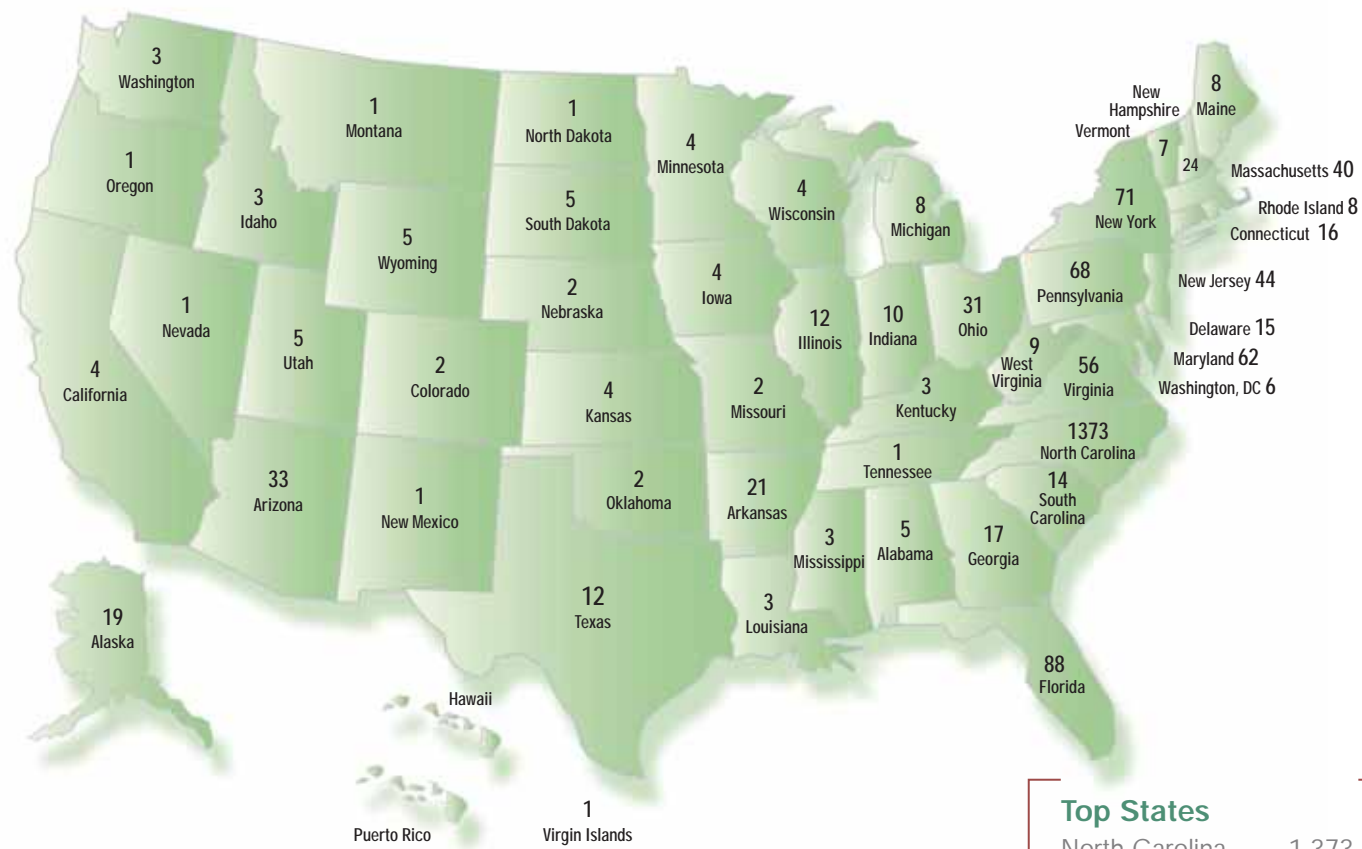 3
Washington
1
Montana
1
North Dakota
4
Minnesota
8
Maine
New
Hampshire
Vermont
7
24
Massachusetts 40
Rhode Island 8
Connecticut 16
1
Oregon
3
Idaho
5
Wyoming
5
South Dakota
4
Wisconsin
8
Michigan
71
New York
2
Nebraska
4
Iowa
68
Pennsylvania
New Jersey 44
Delaware 15
Maryland 62
Washington, DC 6
4
California
1
Nevada
5
Utah
2
Colorado
4
Kansas
2
Missouri
12
Illinois
10
Indiana
31
Ohio
9
West
Virginia
56
Virginia
3
Kentucky
1373
North Carolina
1
Tennessee
14
South
Carolina
33
Arizona
1
New Mexico
2
Oklahoma
21
Arkansas
3
Mississippi
5
Alabama
17
Georgia
12
Texas
3
Louisiana
88
Florida
19
Alaska
Hawaii
Puerto Rico
1
Virgin Islands
Top States
North Carolina 1,373